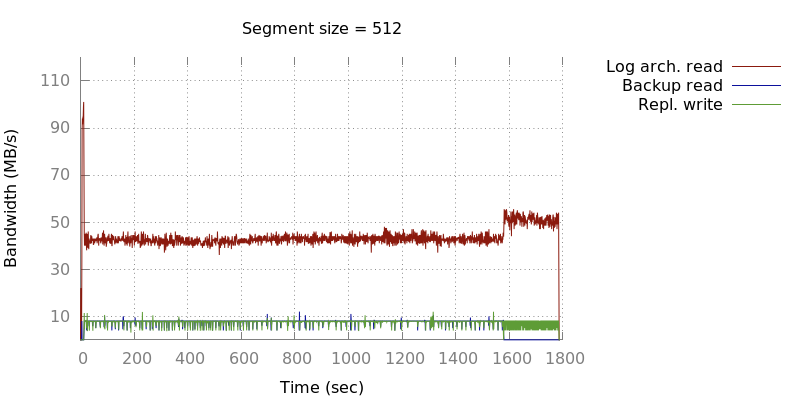 Segment size = 512
Log arch. read
Backup read
Repl. write
Bandwidth (MB/s)
110
90
70
50
30
10
0 200 400 600 800 1000 1200 1400 1600 1800
Time (sec)